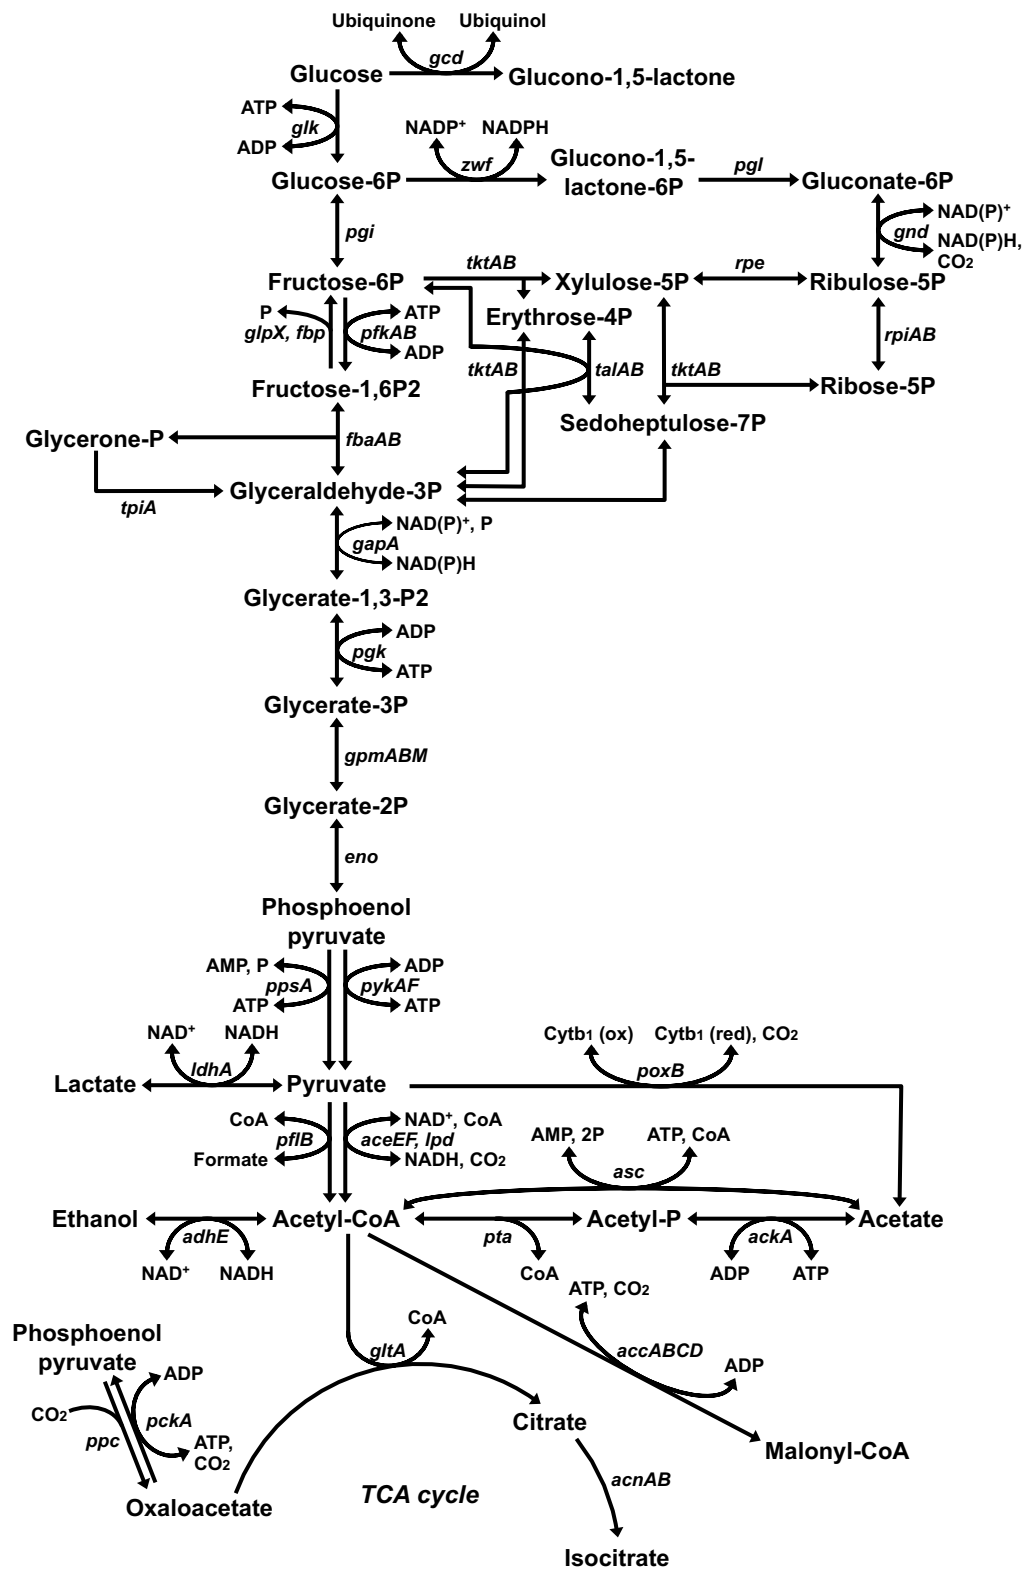 Ubiquinone Ubiquinol
gcd
Glucose Glucono-1,5-lactone
ATP
glk
ADP
NADP+ NADPH
zwf
Glucose-6P
Glucono-1,5-
lactone-6P
pgl
Gluconate-6P
NAD(P)+
gnd
NAD(P)H,
CO2
pgi
Fructose-6P
tktAB
Xylulose-5P
rpe
Ribulose-5P
Erythrose-4P
P
glpX, fbp
pfkAB
ATP
ADP
tktAB
talAB
tktAB
rpiAB
Fructose-1,6P2
Ribose-5P
Sedoheptulose-7P
Glycerone-P
fbaAB
tpiA
Glyceraldehyde-3P
NAD(P)+, P
gapA
NAD(P)H
Glycerate-1,3-P2
ADP
pgk
ATP
Glycerate-3P
gpmABM
Glycerate-2P
eno
Phosphoenol
pyruvate
AMP, P
ppsA
ATP
ADP
pykAF
ATP
NAD+ NADH
ldhA
Lactate
Pyruvate
Cytb1 (ox) Cytb1 (red), CO2
poxB
CoA
pflB
Formate
NAD+, CoA
aceEF, lpd
NADH, CO2
AMP, 2P ATP, CoA
asc
Ethanol
adhE
NAD+ NADH
Acetyl-CoA
pta
CoA
Acetyl-P
ackA
ADP ATP
Acetate
ATP, CO2
accABCD
ADP
Malonyl-CoA
CoA
gltA
Phosphoenol
pyruvate
ADP
CO2
pckA
ppc
ATP,
CO2
Oxaloacetate
TCA cycle
Citrate
acnAB
Isocitrate